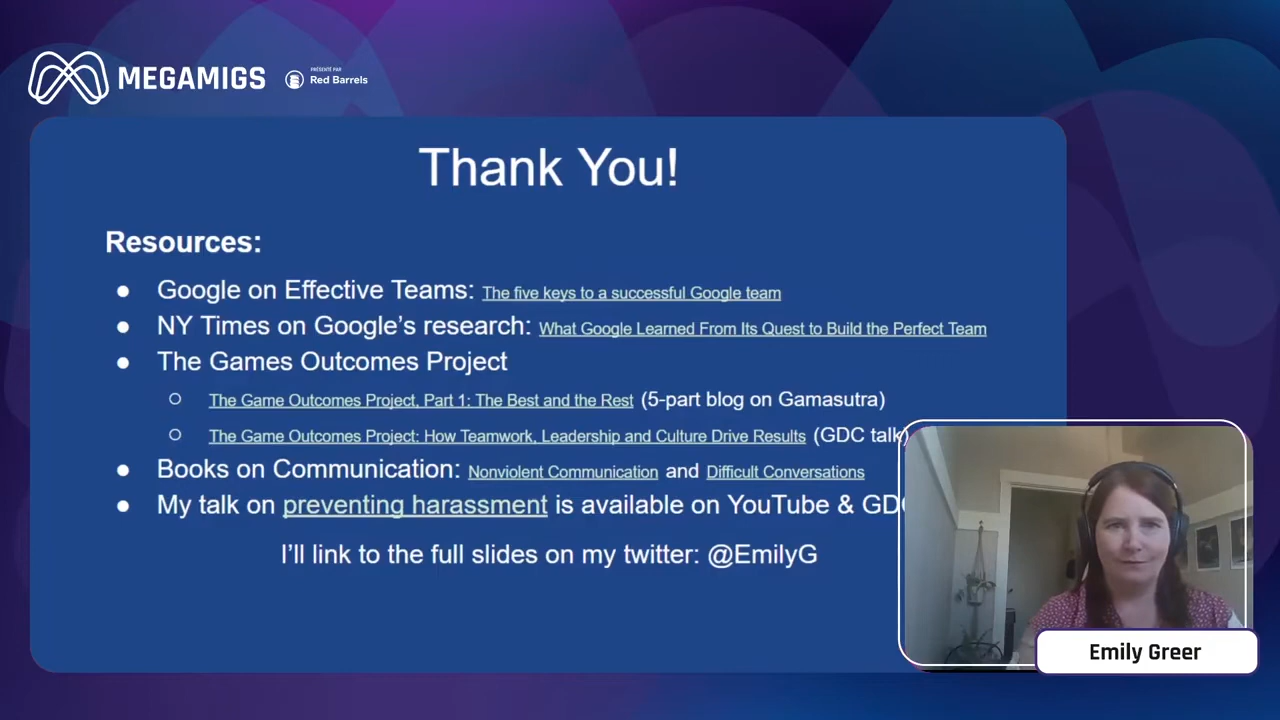 MEGAMIGS
PRÉSENTÉ PAR
Red Barrels
Thank You!
Resources:
Google on Effective Teams: The five keys to a successful Google team
NY Times on Google's research: What Google Learned From Its Quest to Build the Perfect Team
The Games Outcomes Project
The Game Outcomes Project, Part 1: The Best and the Rest (5-part blog on Gamasutra)
The Game Outcomes Project: How Teamwork, Leadership and Culture Drive Results (GDC talk)
Books on Communication: Nonviolent Communication and Difficult Conversations
My talk on preventing harassment is available on YouTube & GD
I'll link to the full slides on my twitter: @EmilyG
Emily Greer